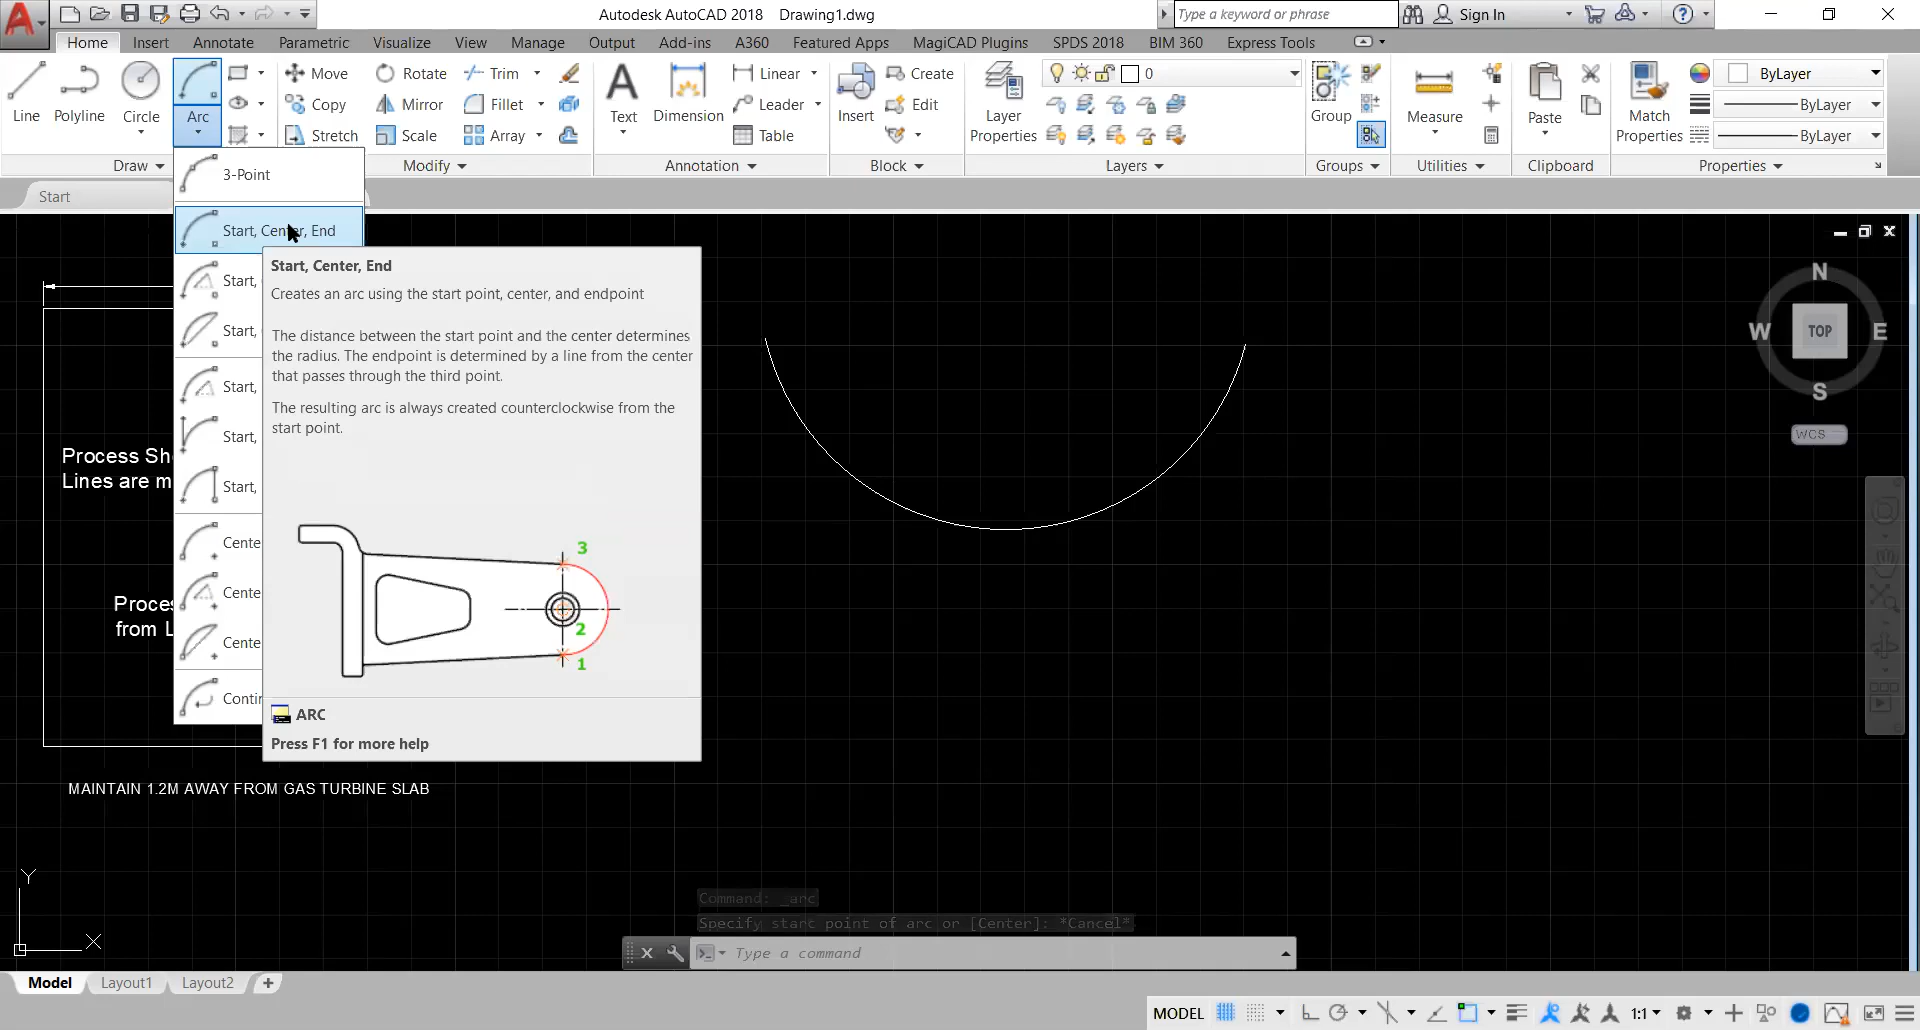 Autodesk AutoCAD 2018 Drawing1.dwg
Type a keyword or phrase
Sign In
Home Insert Annotate Parametric Visualize View Manage Output Add-ins A360 Featured Apps MagiCAD Plugins SPDS 2018 BIM 360 Express Tools
Line
Polyline
Circle
Arc
Move
Copy
Stretch
Rotate
Mirror
Scale
Trim
Fillet
Array
Text
Dimension
Linear
Leader
Table
Insert
Create
Edit
Layer
Properties
0
Group
Measure
Paste
Match
Properties
ByLayer
ByLayer
ByLayer
Draw
Modify
Annotation
Block
Layers
Groups
Utilities
Clipboard
Properties
Start
3-Point
Start, Center, End
Start,
Start,
Start,
Start,
Start,
Cente
Cente
Cente
Contin
Start, Center, End
Creates an arc using the start point, center, and endpoint
The distance between the start point and the center determines
the radius. The endpoint is determined by a line from the center
that passes through the third point.
The resulting arc is always created counterclockwise from the
start point.
3
2
1
ARC
Press F1 for more help
Process Sh
Lines are m
Proces
from L
MAINTAIN 1.2M AWAY FROM GAS TURBINE SLAB
N
W
TOP
E
S
WCS
Y
X
Command: _arc
Specify start point of arc or [Center]: *Cancel*
Type a command
Model Layout1 Layout2 +
MODEL
1:1